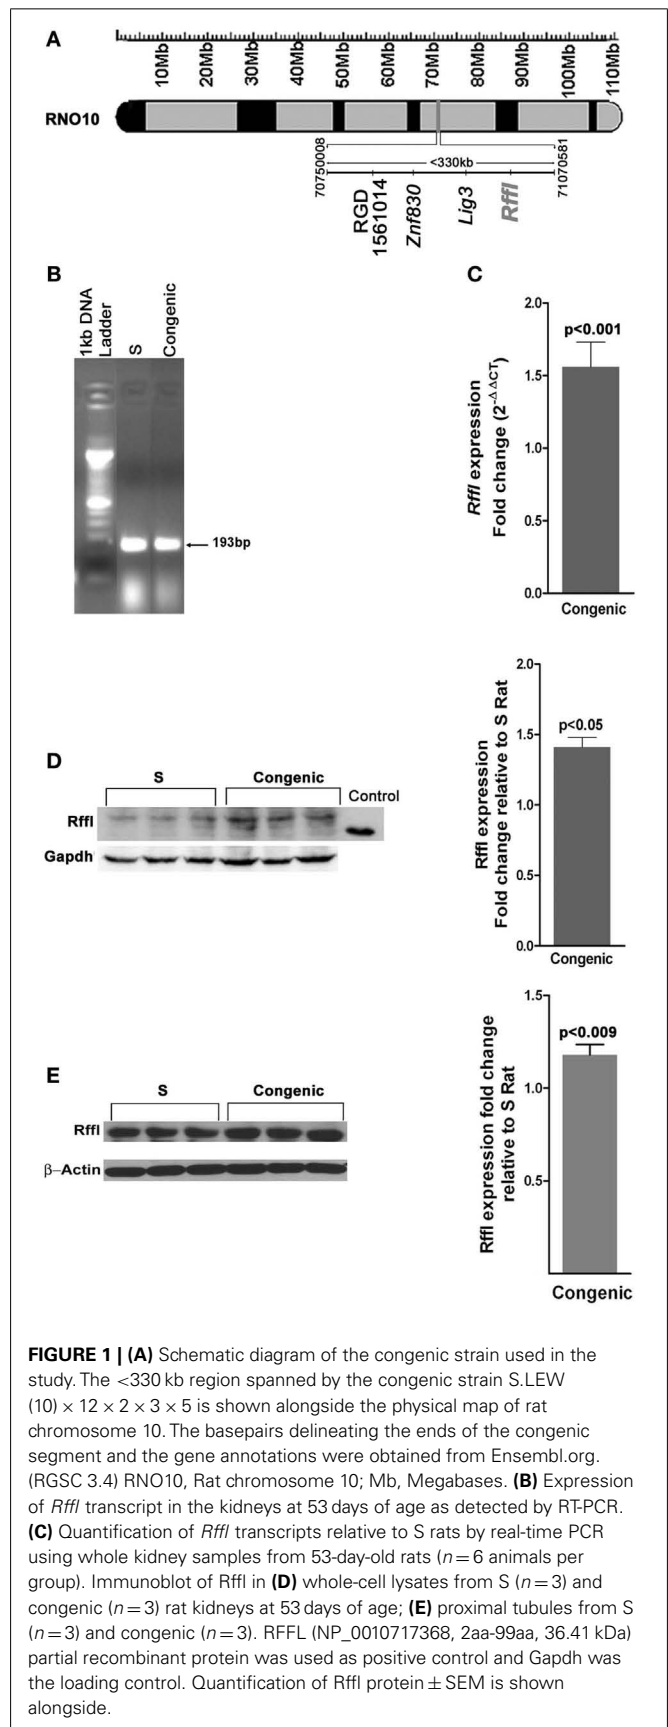 A
10Mb
20Mb
30Mb
40Mb
50Mb
60Mb
70Mb
80Mb
90Mb
100Mb
110Mb
RNO10
70750008
<330kb
71070581
RGD
1561014
Znf830
Lig3
Rffl
B
1kb DNA
Ladder
S
Congenic
193bp
C
Rffl expression
Fold change (2-ΔΔCT)
2.0
1.5
1.0
0.5
0.0
p<0.001
Congenic
D
S
Congenic
Control
Rffl
Gapdh
Rffl expression
Fold change relative to S Rat
2.0
1.5
1.0
0.5
0.0
p<0.05
Congenic
E
S
Congenic
Rffl
β–Actin
Rffl expression fold change
relative to S Rat
1.5
1.0
0.5
p<0.009
Congenic
FIGURE 1 | (A) Schematic diagram of the congenic strain used in the
study. The <330 kb region spanned by the congenic strain S.LEW
(10) × 12 × 2 × 3 × 5 is shown alongside the physical map of rat
chromosome 10. The basepairs delineating the ends of the congenic
segment and the gene annotations were obtained from Ensembl.org.
(RGSC 3.4) RNO10, Rat chromosome 10; Mb, Megabases. (B) Expression
of Rffl transcript in the kidneys at 53 days of age as detected by RT-PCR.
(C) Quantification of Rffl transcripts relative to S rats by real-time PCR
using whole kidney samples from 53-day-old rats (n = 6 animals per
group). Immunoblot of Rffl in (D) whole-cell lysates from S (n = 3) and
congenic (n = 3) rat kidneys at 53 days of age; (E) proximal tubules from S
(n = 3) and congenic (n = 3). RFFL (NP_0010717368, 2aa-99aa, 36.41 kDa)
partial recombinant protein was used as positive control and Gapdh was
the loading control. Quantification of Rffl protein ± SEM is shown
alongside.